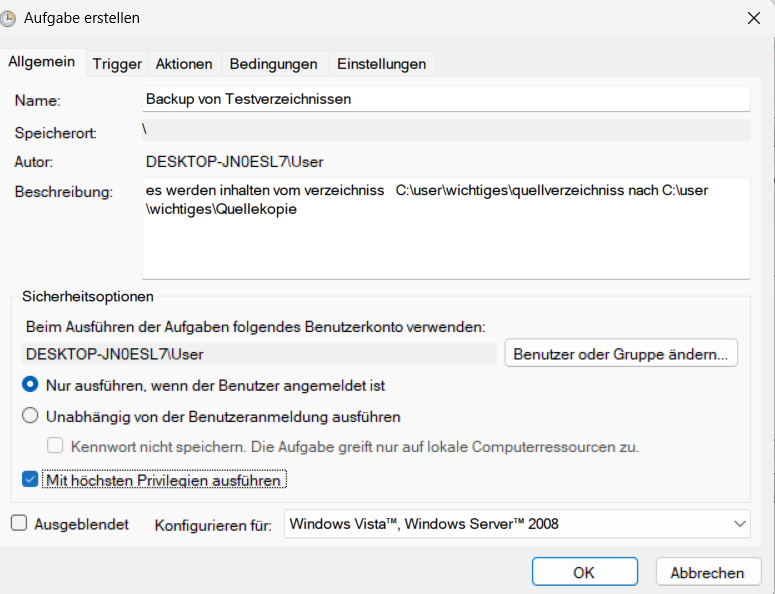 Aufgabe erstellen
Allgemein Trigger Aktionen Bedingungen Einstellungen
Name: Backup von Testverzeichnissen
Speicherort: \
Autor: DESKTOP-JN0ESL7\User
Beschreibung: es werden inhalten vom verzeichniss C:\user\wichtiges\quellverzeichniss nach C:\user
\wichtiges\Quellekopie
Sicherheitsoptionen
Beim Ausführen der Aufgaben folgendes Benutzerkonto verwenden:
DESKTOP-JN0ESL7\User Benutzer oder Gruppe ändern...
Nur ausführen, wenn der Benutzer angemeldet ist
Unabhängig von der Benutzeranmeldung ausführen
Kennwort nicht speichern. Die Aufgabe greift nur auf lokale Computerressourcen zu.
Mit höchsten Privilegien ausführen
Ausgeblendet Konfigurieren für: Windows Vista™, Windows Server™ 2008
OK Abbrechen